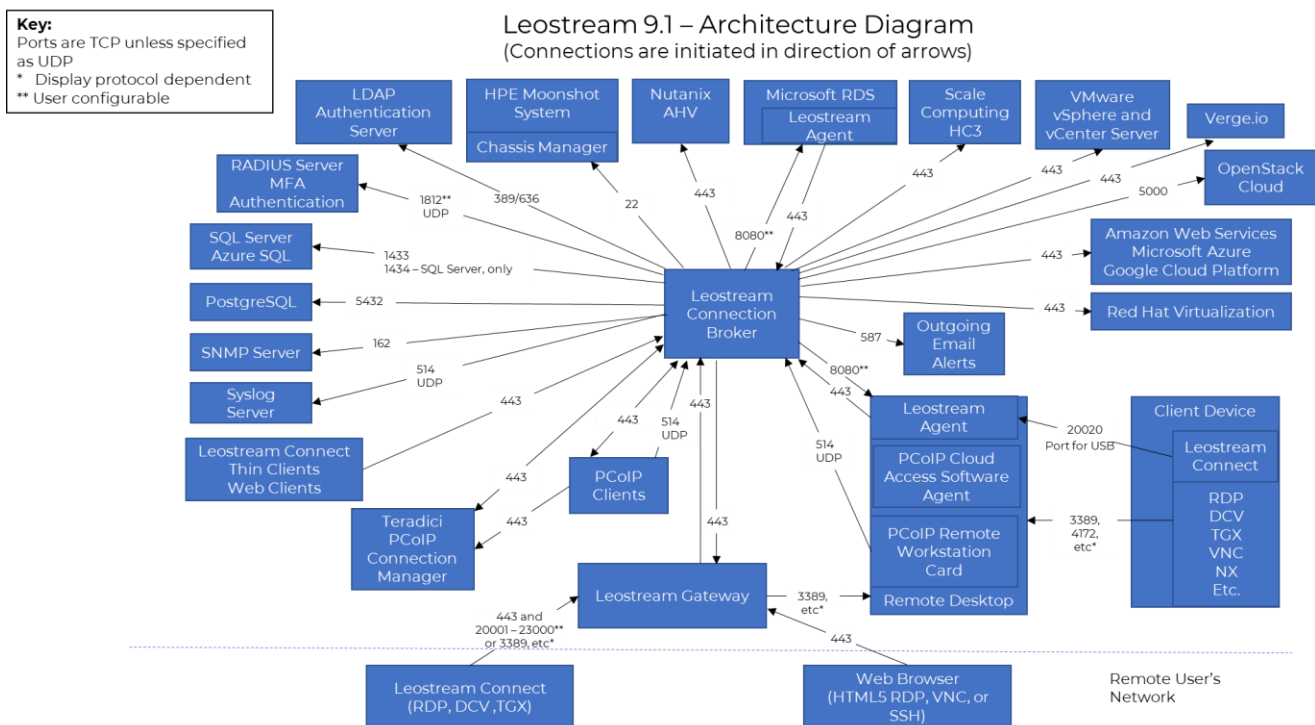 Key:
Ports are TCP unless specified
as UDP
* Display protocol dependent
** User configurable
Leostream 9.1 – Architecture Diagram
(Connections are initiated in direction of arrows)
LDAP
Authentication
Server
HPE Moonshot
System
Chassis Manager
Nutanix
AHV
Microsoft RDS
Leostream
Agent
Scale
Computing
HC3
VMware
vSphere and
vCenter Server
Verge.io
OpenStack
Cloud
RADIUS Server
MFA
Authentication
1812**
UDP
389/636
22
443
8080**
443
443
443
443
5000
SQL Server
Azure SQL
1433
1434 – SQL Server, only
Amazon Web Services
Microsoft Azure
Google Cloud Platform
443
PostgreSQL
5432
Leostream
Connection
Broker
443
Red Hat Virtualization
SNMP Server
162
587
Outgoing
Email
Alerts
Syslog
Server
514
UDP
8080**
443
443
443
514
UDP
443
Leostream
Agent
20020
Port for USB
Client Device
Leostream
Connect
Leostream Connect
Thin Clients
Web Clients
514
UDP
PCoIP Cloud
Access Software
Agent
PCoIP
Clients
443
RDP
DCV
TGX
VNC
NX
Etc.
Teradici
PCoIP
Connection
Manager
443
443
PCoIP Remote
Workstation
Card
3389,
4172,
etc*
Leostream Gateway
3389,
etc*
Remote Desktop
443 and
20001 – 23000**
or 3389, etc*
443
Leostream Connect
(RDP, DCV ,TGX)
Web Browser
(HTML5 RDP, VNC, or
SSH)
Remote User's
Network